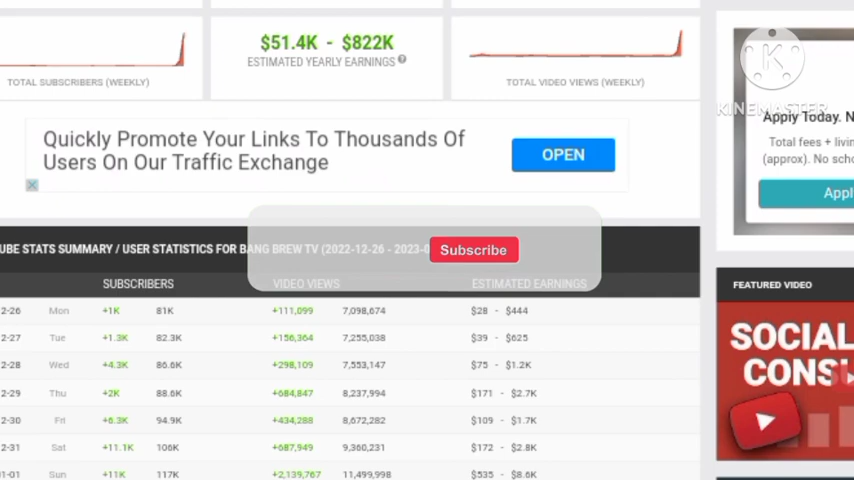 $51.4K - $822K
ESTIMATED YEARLY EARNINGS
TOTAL SUBSCRIBERS (WEEKLY)
TOTAL VIDEO VIEWS (WEEKLY)
K
KINEMASTER
Quickly Promote Your Links To Thousands Of
Users On Our Traffic Exchange
OPEN
Apply Today. N
Total fees + livin
(approx). No scho
Appl
UBE STATS SUMMARY / USER STATISTICS FOR BANG BREW TV (2022-12-26 - 2023-0
Subscribe
SUBSCRIBERS VIDEO VIEWS ESTIMATED EARNINGS
2-26 Mon +1K 81K +111,099 7,098,674 $28 - $444
2-27 Tue +1.3K 82.3K +156,364 7,255,038 $39 - $625
2-28 Wed +4.3K 86.6K +298,109 7,553,147 $75 - $1.2K
2-29 Thu +2K 88.6K +684,847 8,237,994 $171 - $2.7K
2-30 Fri +6.3K 94.9K +434,288 8,672,282 $109 - $1.7K
2-31 Sat +11.1K 106K +687,949 9,360,231 $172 - $2.8K
1-01 Sun +11K 117K +2,139,767 11,499,998 $535 - $8.6K
FEATURED VIDEO
SOCIAL
CONSU